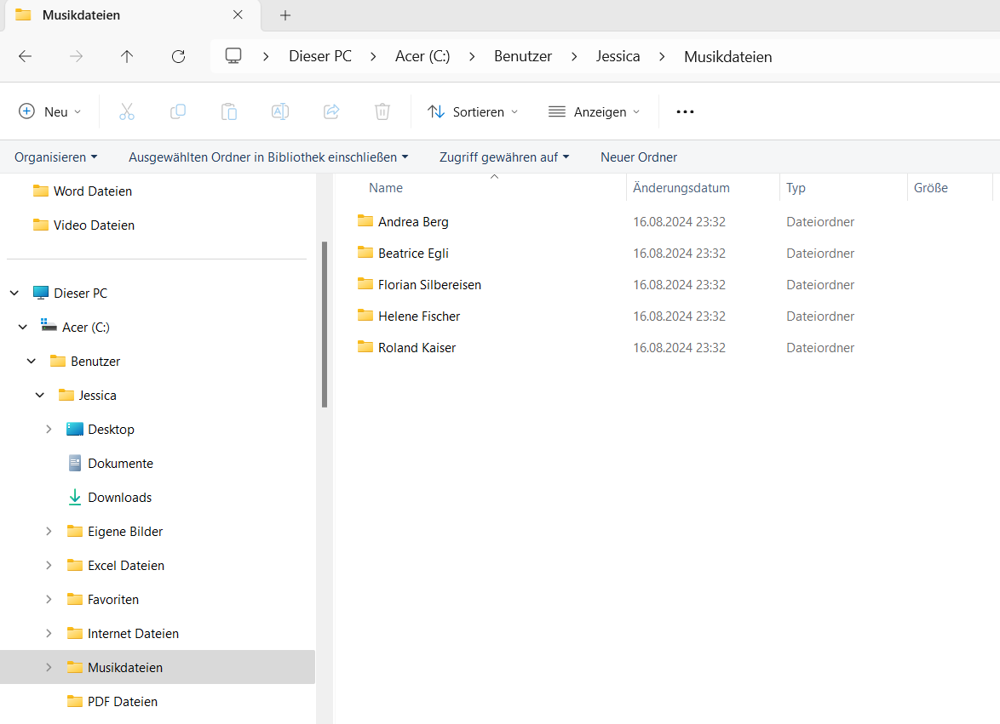 Musikdateien
Dieser PC > Acer (C:) > Benutzer > Jessica > Musikdateien
Neu Sortieren Anzeigen
Organisieren Ausgewählten Ordner in Bibliothek einschließen Zugriff gewähren auf Neuer Ordner
Word Dateien
Video Dateien
Dieser PC
Acer (C:)
Benutzer
Jessica
Desktop
Dokumente
Downloads
Eigene Bilder
Excel Dateien
Favoriten
Internet Dateien
Musikdateien
PDF Dateien
Name Änderungsdatum Typ Größe
Andrea Berg 16.08.2024 23:32 Dateiordner
Beatrice Egli 16.08.2024 23:32 Dateiordner
Florian Silbereisen 16.08.2024 23:32 Dateiordner
Helene Fischer 16.08.2024 23:32 Dateiordner
Roland Kaiser 16.08.2024 23:32 Dateiordner